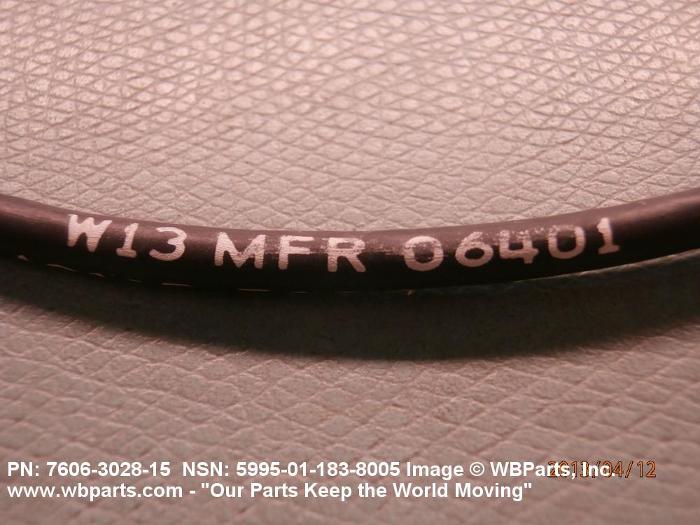 W13 MFR 06401
PN: 7606-3028-15 NSN: 5995-01-183-8005 Image © WBParts, Inc.
www.wbparts.com - "Our Parts Keep the World Moving"